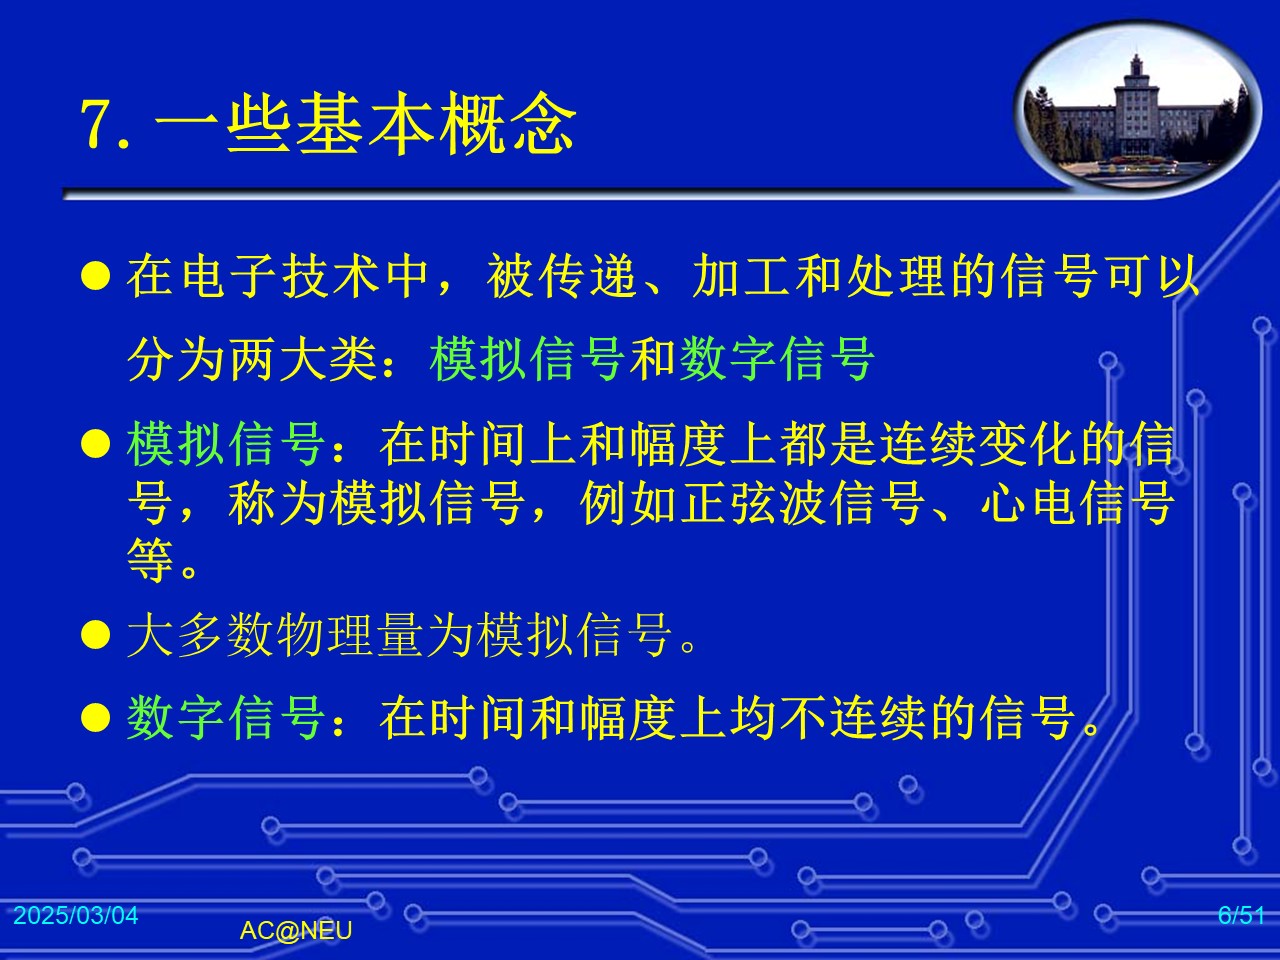 7. 一些基本概念
在电子技术中，被传递、加工和处理的信号可以
分为两大类：模拟信号和数字信号
模拟信号：在时间上和幅度上都是连续变化的信
号，称为模拟信号，例如正弦波信号、心电信号
等。
大多数物理量为模拟信号。
数字信号：在时间和幅度上均不连续的信号。
2025/03/04
AC@NEU
6/51